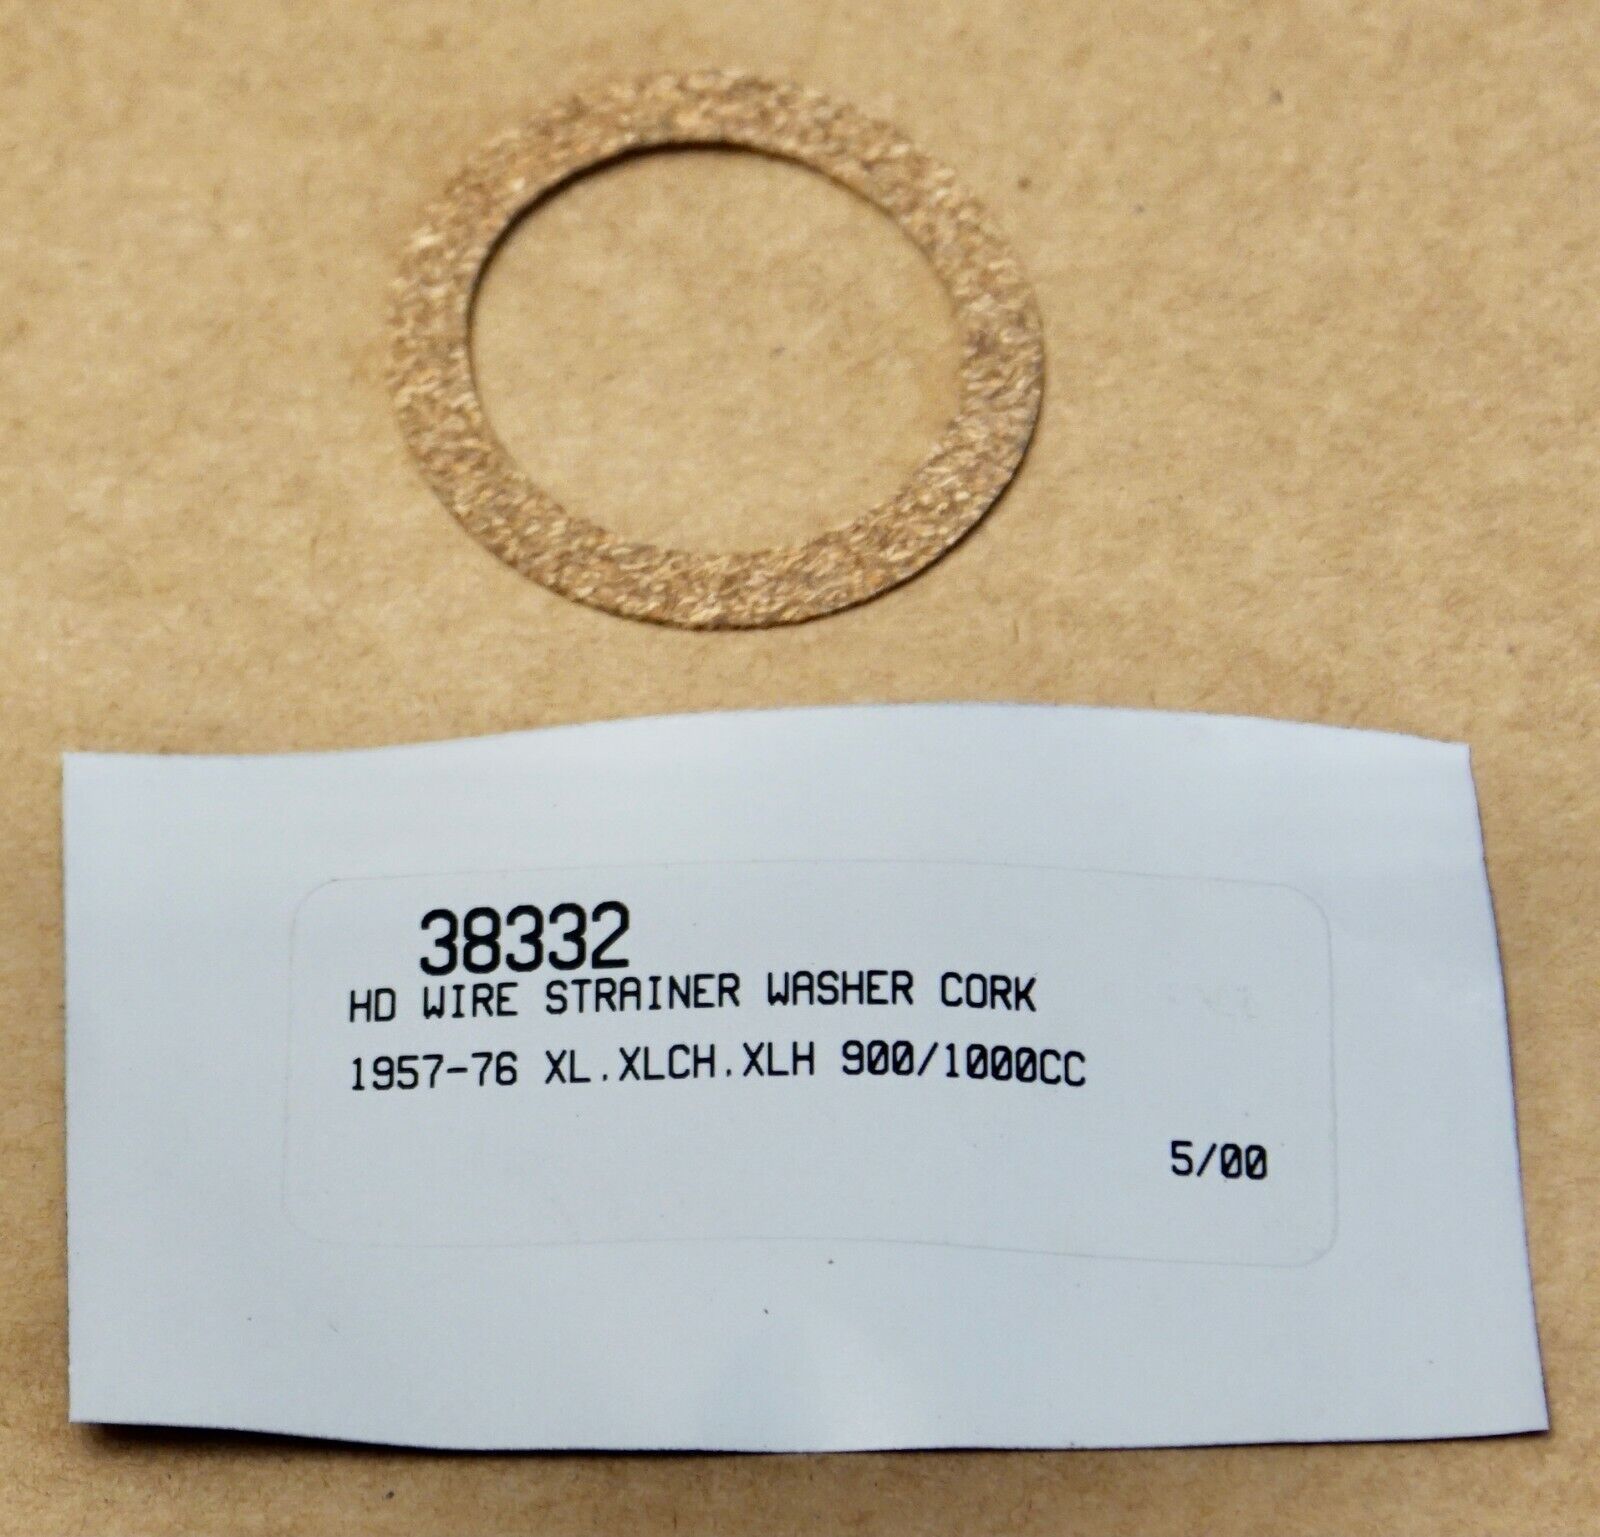 38332
HD WIRE STRAINER WASHER CORK
1957-76 XL.XLCH.XLH 900/1000CC
5/00